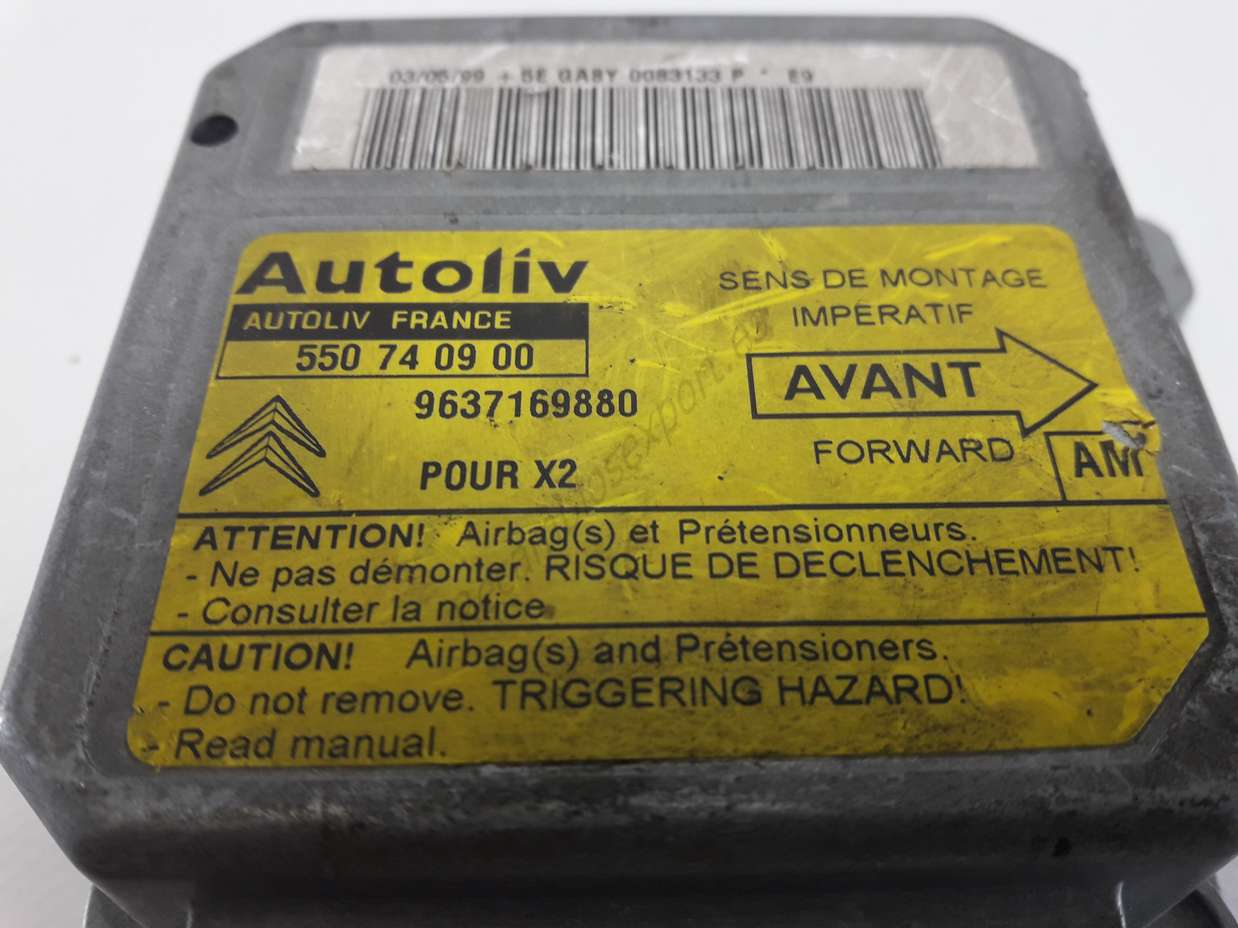 03/05/99 + 5E GA8Y 0083133 P * E9
Autoliv
AUTOLIV FRANCE
550 74 09 00
9637169880
POUR X2
SENS DE MONTAGE
IMPERATIF
AVANT
FORWARD
AM
ATTENTION! Airbag(s) et Prétensionneurs.
- Ne pas démonter. RISQUE DE DECLENCHEMENT!
- Consulter la notice.
CAUTION! Airbag(s) and Prétensioners.
- Do not remove. TRIGGERING HAZARD!
- Read manual.